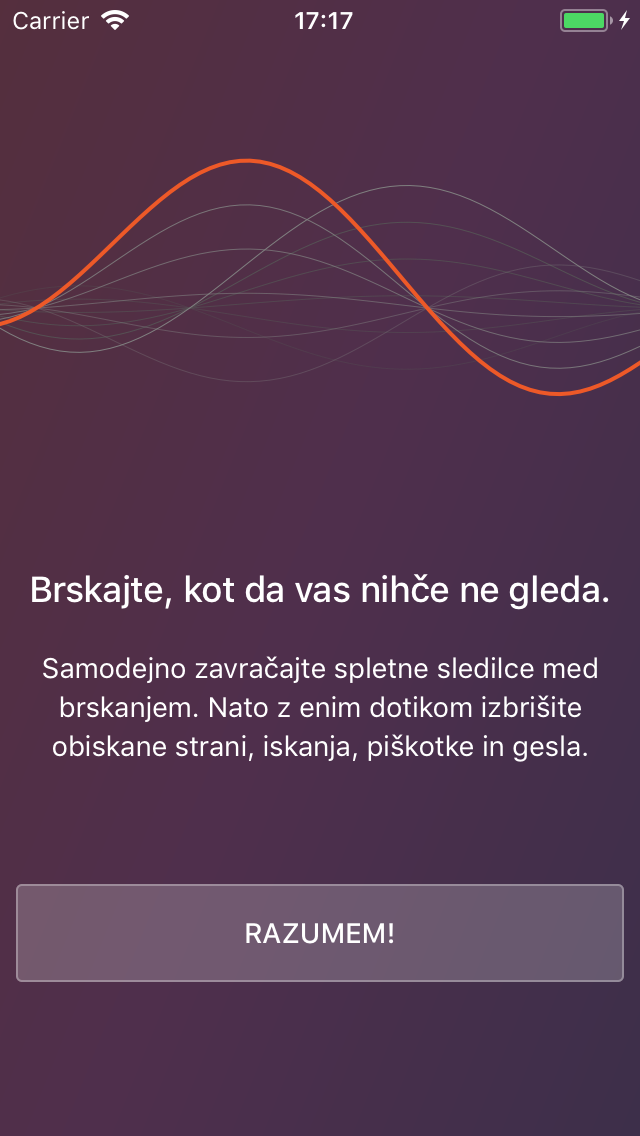 Carrier 17:17
Brskajte, kot da vas nihče ne gleda.
Samodejno zavračajte spletne sledilce med
brskanjem. Nato z enim dotikom izbrišite
obiskane strani, iskanja, piškotke in gesla.
RAZUMEM!